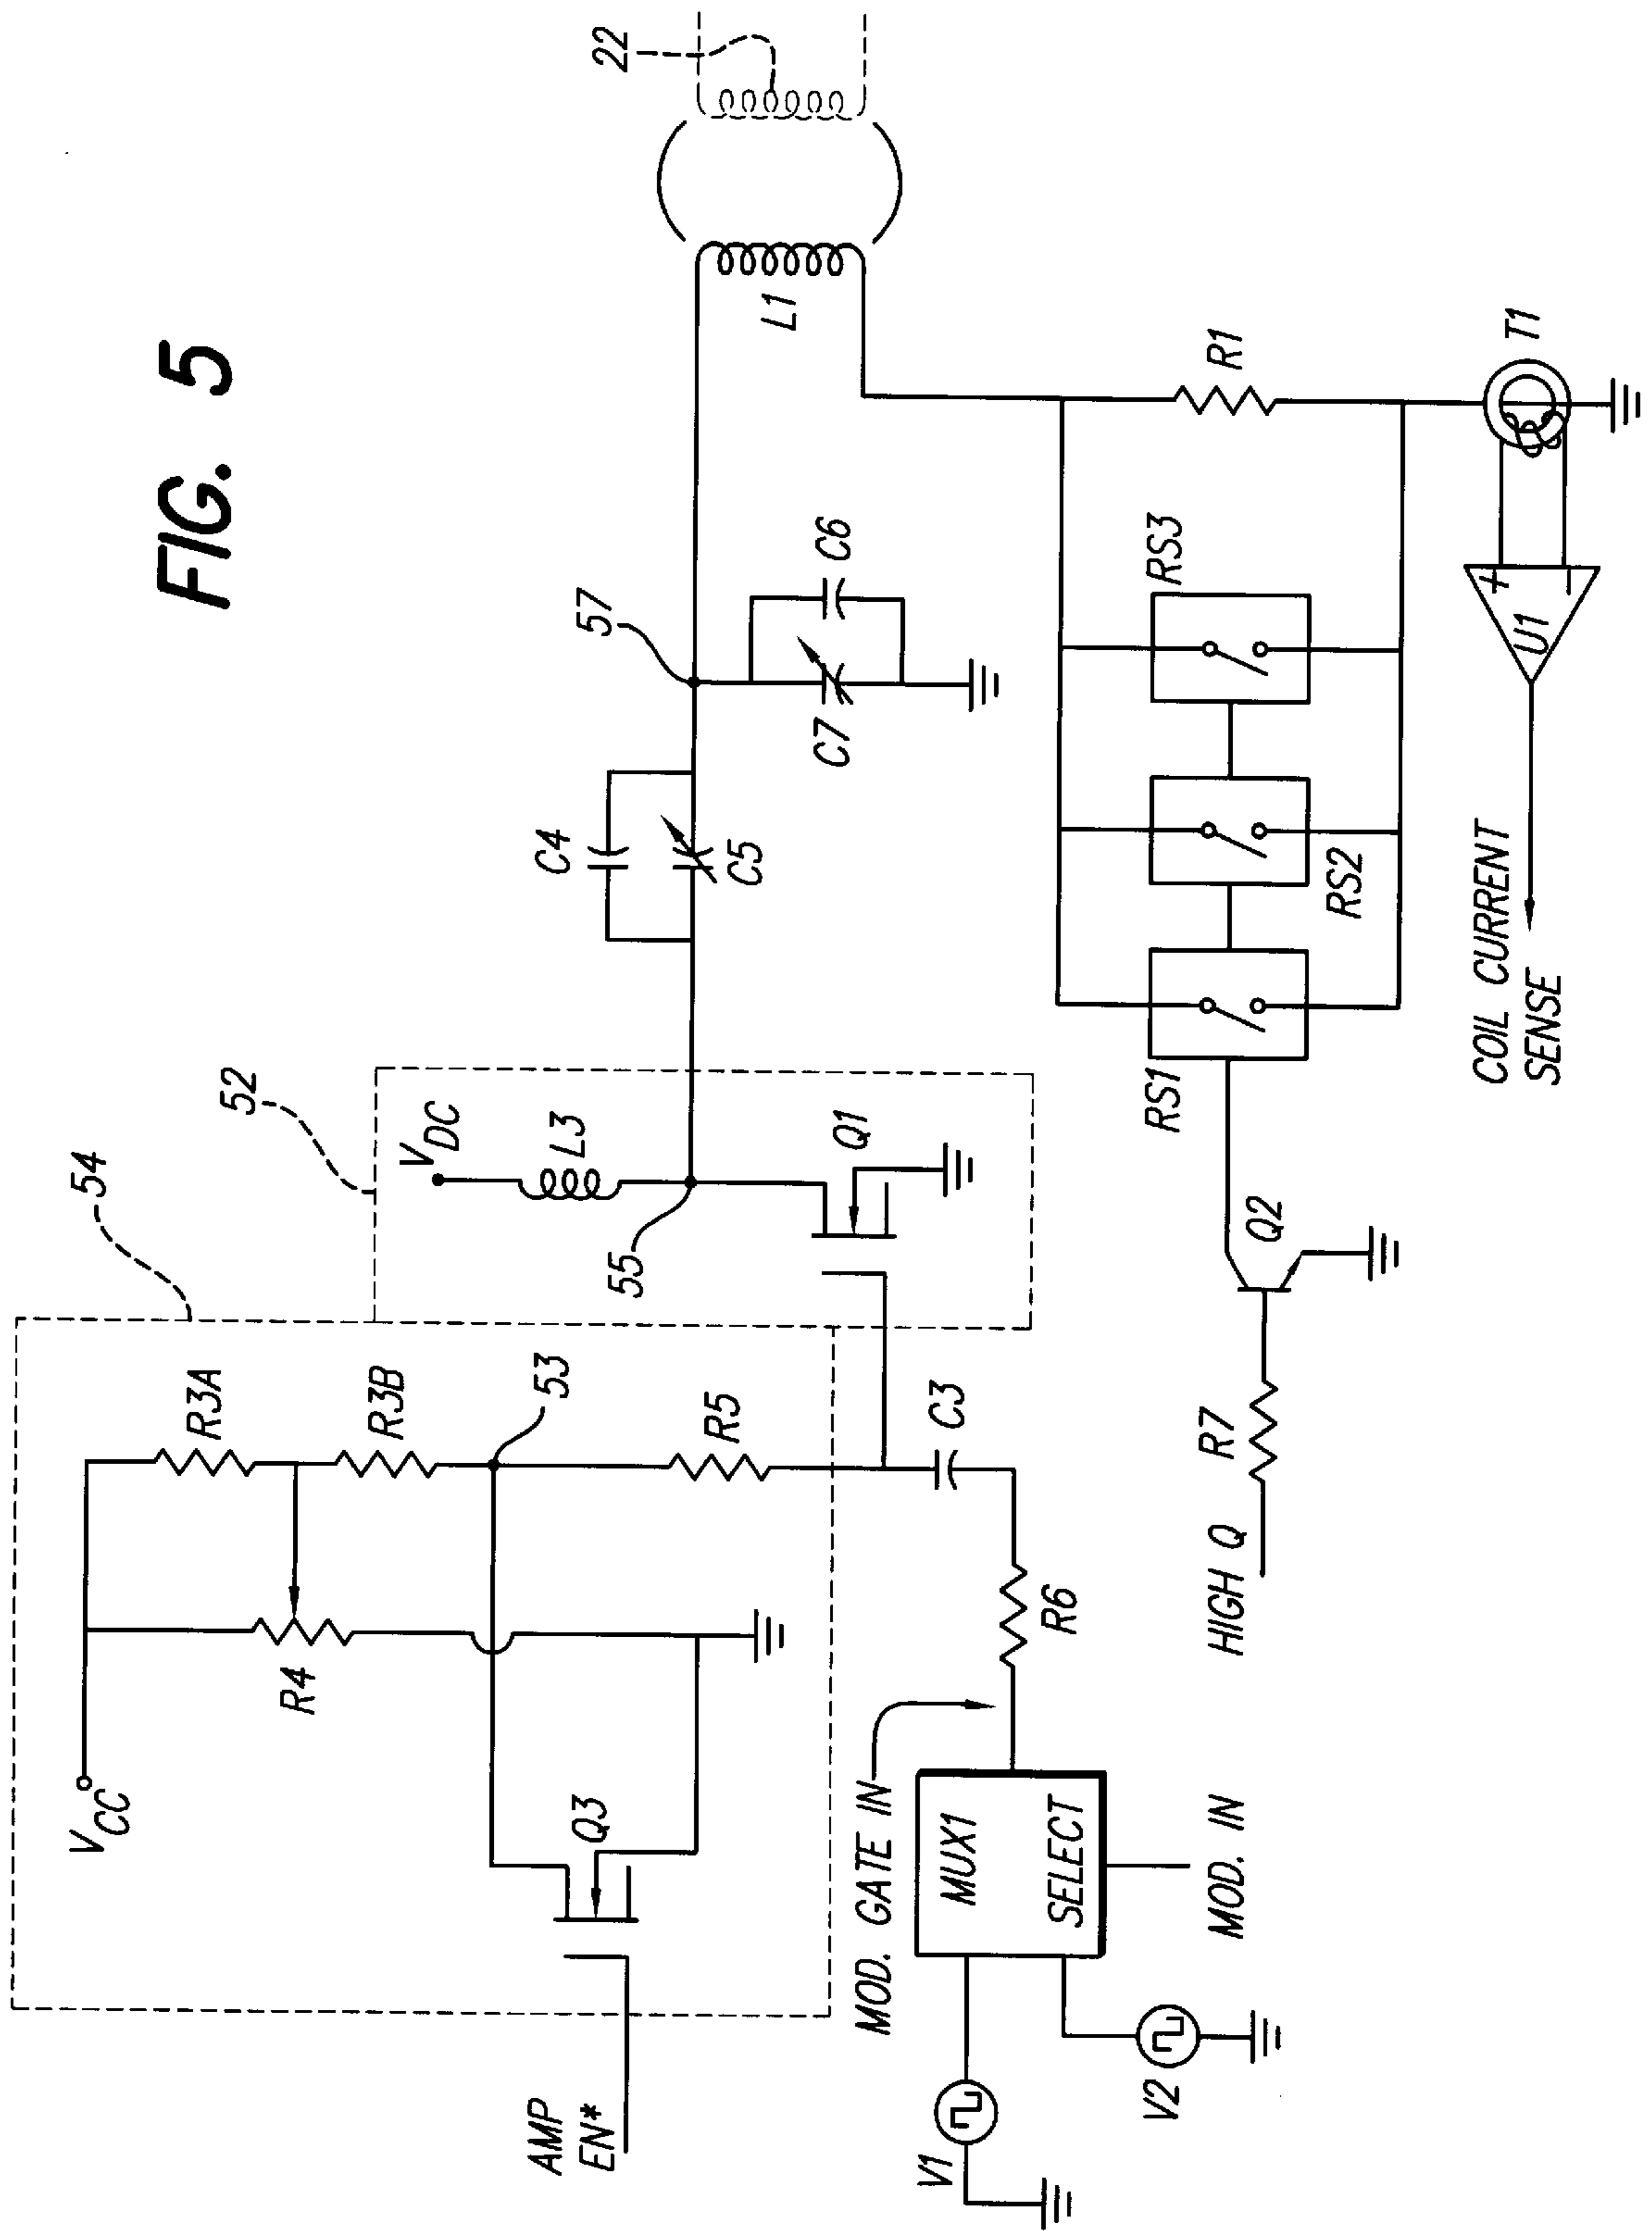 FIG. 5
54
52
VCC
R3A
VDC
R4
R3B
L3
C4
57
22
53
55
C5
C7
C6
L1
Q3
R5
Q1
AMP
EN*
C3
MOD. GATE IN
R6
MUX1
SELECT
V1
V2
MOD. IN
HIGH Q
R7
Q2
RS1
RS2
RS3
R1
COIL CURRENT
SENSE
U1
+
−
T1